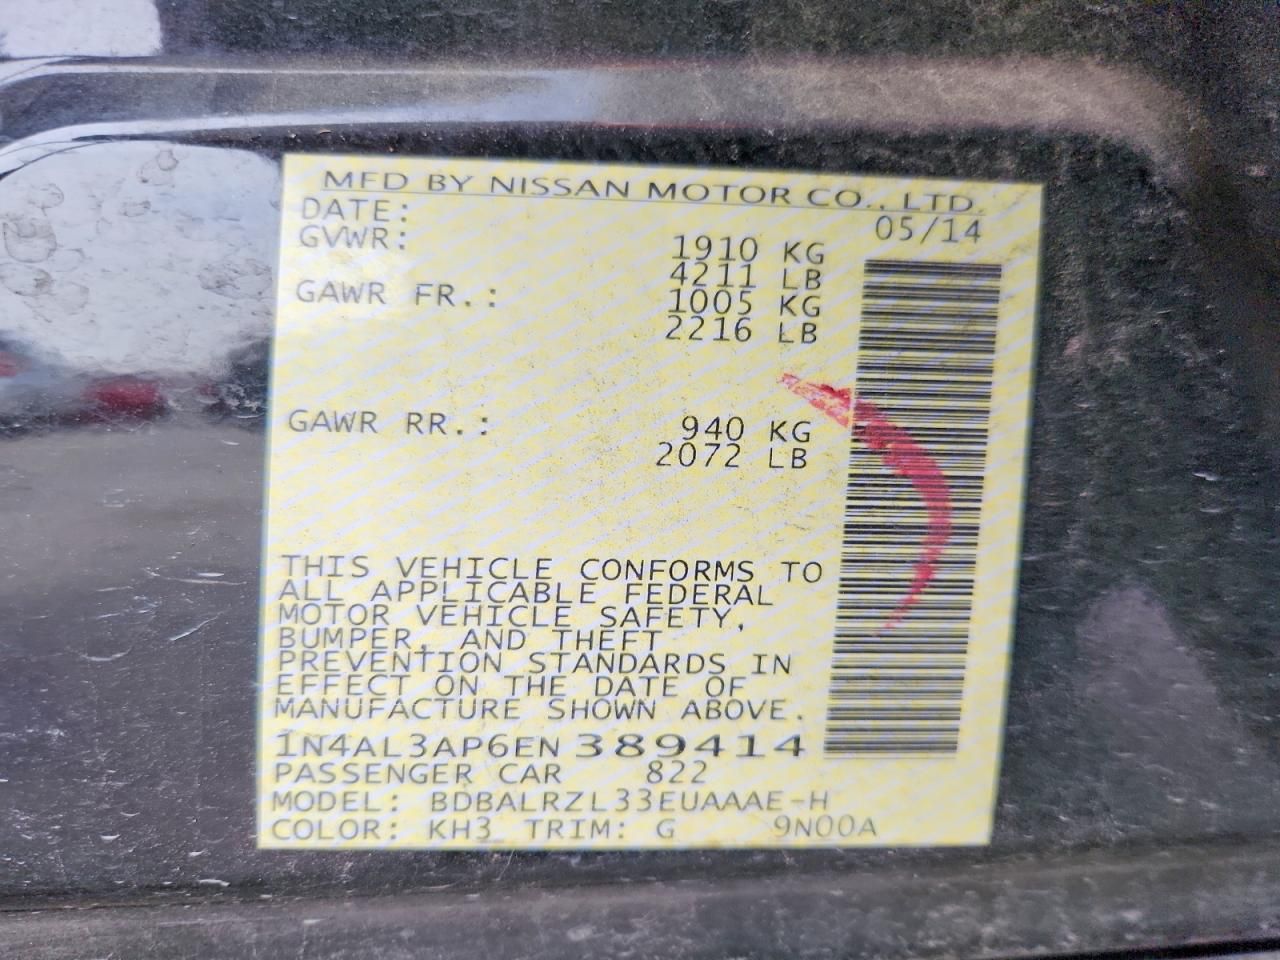 MFD BY NISSAN MOTOR CO., LTD.
DATE: 05/14
GVWR: 1910 KG
4211 LB
GAWR FR.: 1005 KG
2216 LB
GAWR RR.: 940 KG
2072 LB
THIS VEHICLE CONFORMS TO
ALL APPLICABLE FEDERAL
MOTOR VEHICLE SAFETY,
BUMPER, AND THEFT
PREVENTION STANDARDS IN
EFFECT ON THE DATE OF
MANUFACTURE SHOWN ABOVE.
1N4AL3AP6EN389414
PASSENGER CAR 822
MODEL: BDBALRZL33EUAAAE-H
COLOR: KH3 TRIM: G 9N00A